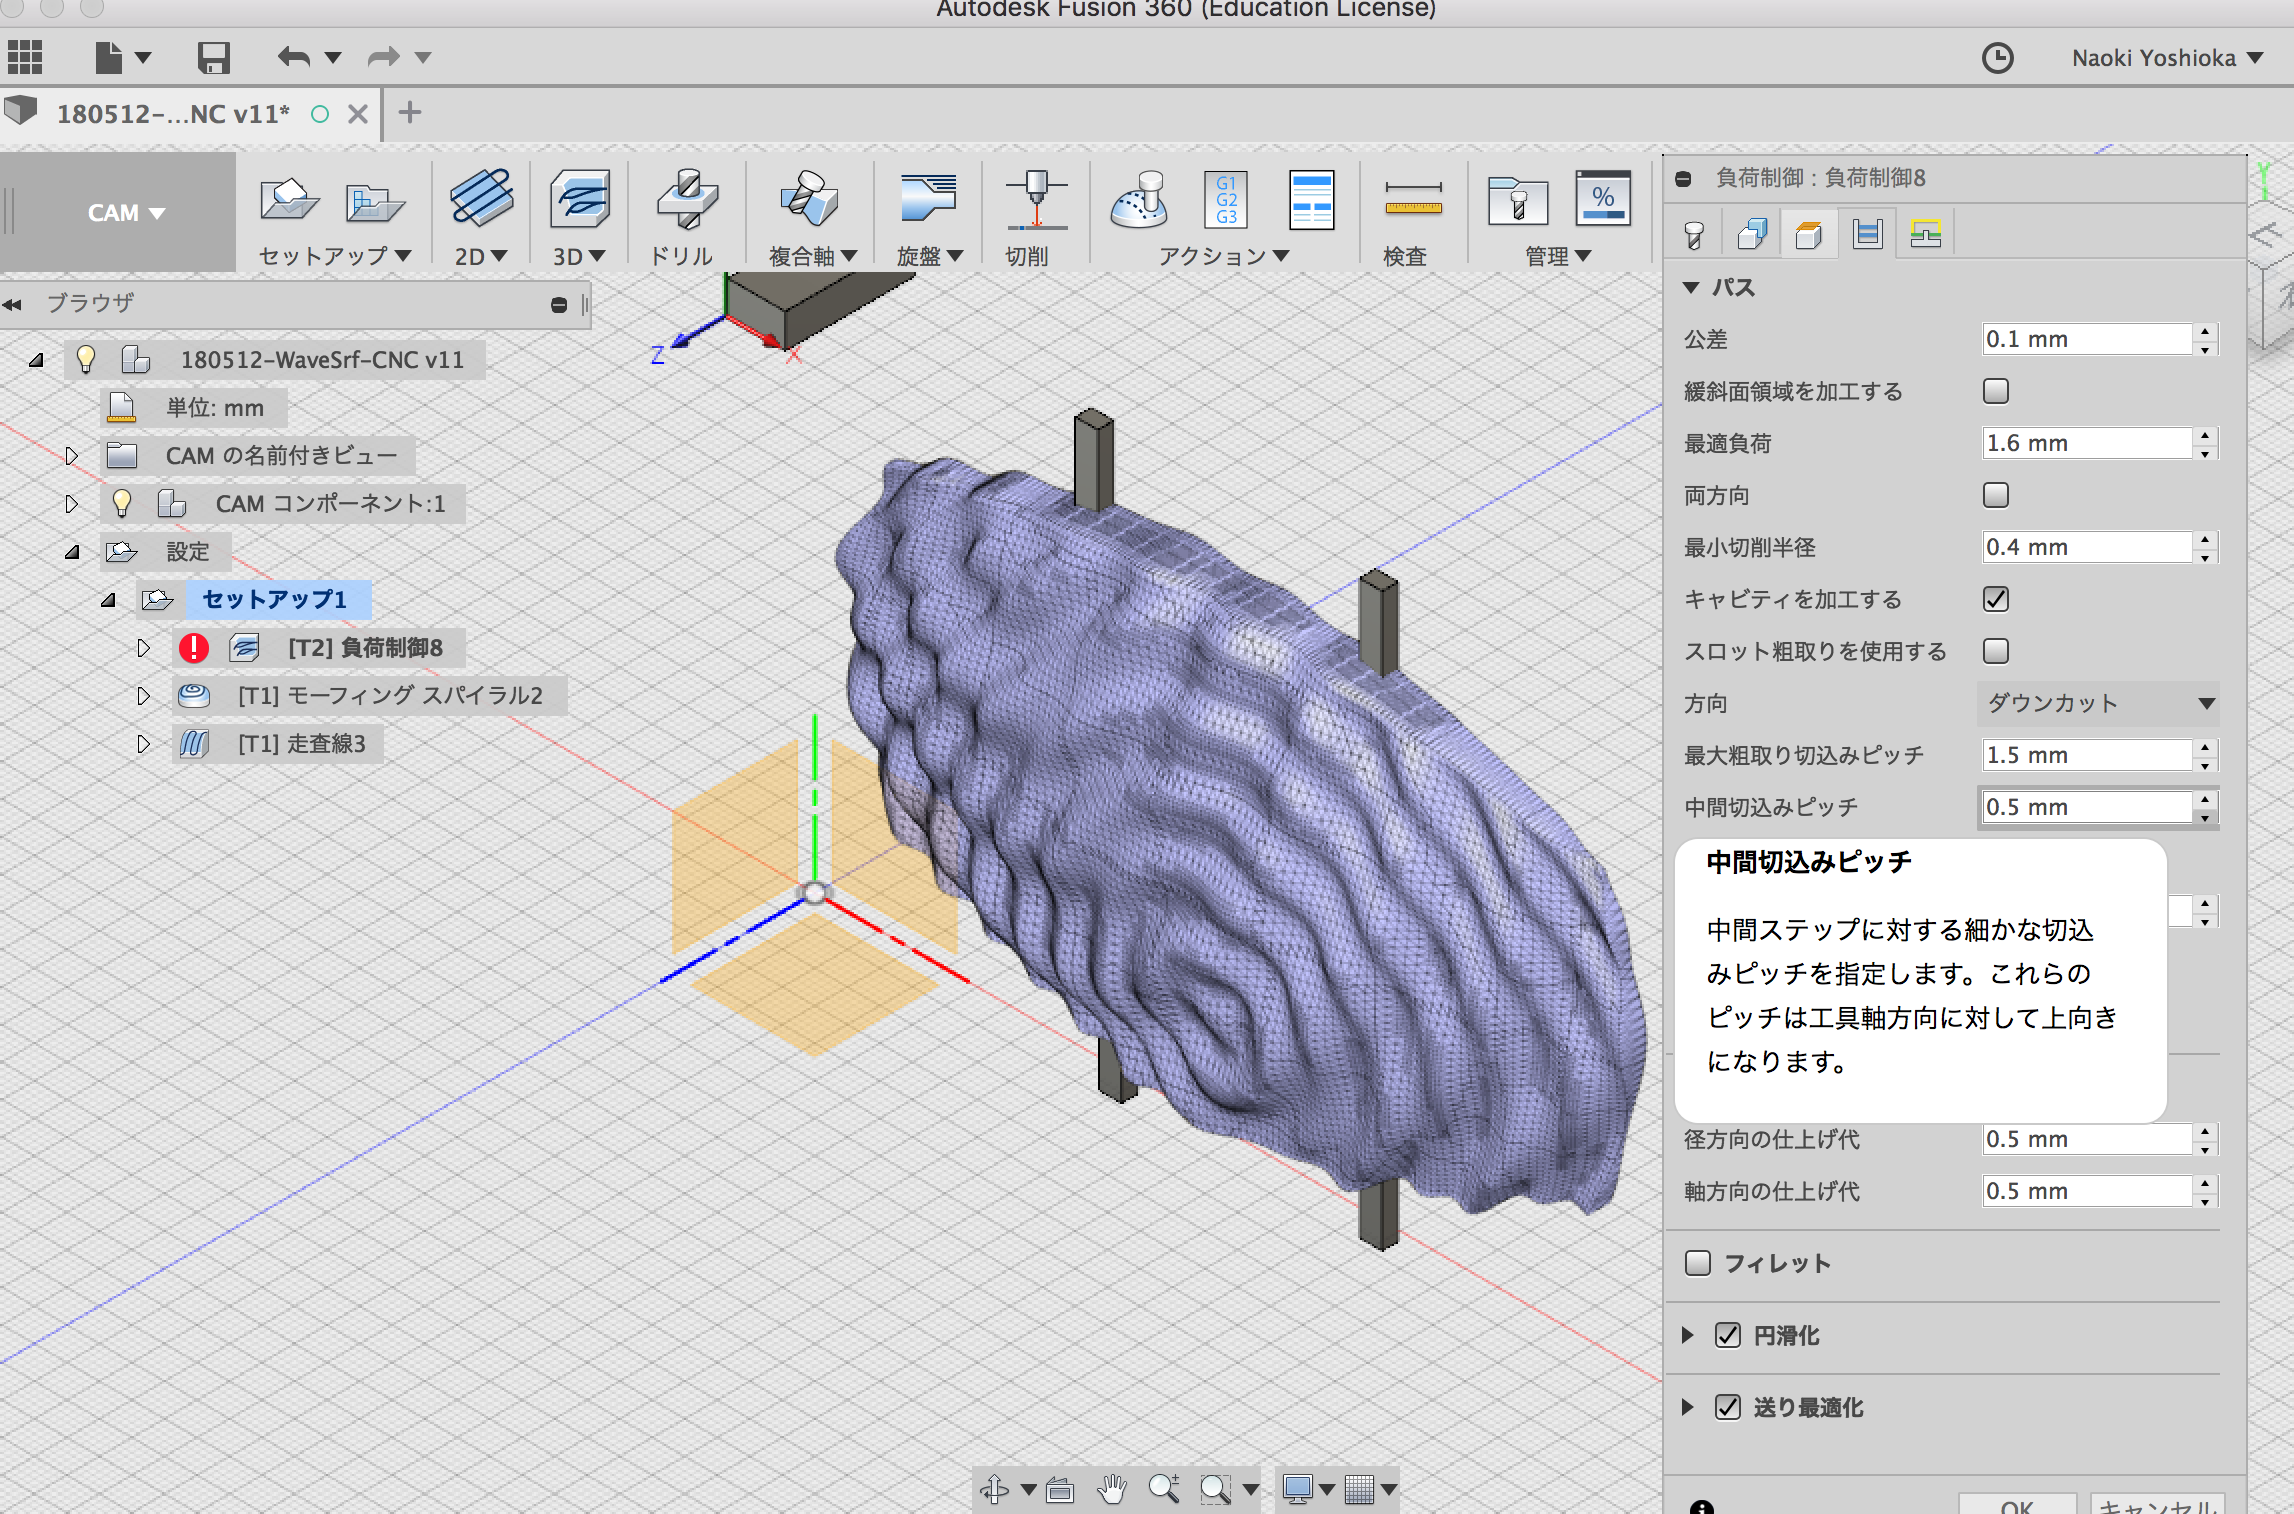 Autodesk Fusion 360 (Education License)
Naoki Yoshioka
180512-...NC v11*
CAM
セットアップ
2D
3D
ドリル
複合軸
旋盤
切削
G1
G2
G3
アクション
検査
%
管理
ブラウザ
180512-WaveSrf-CNC v11
単位: mm
CAM の名前付きビュー
CAM コンポーネント:1
設定
セットアップ1
[T2] 負荷制御8
[T1] モーフィング スパイラル2
[T1] 走査線3
Z
X
Y
負荷制御 : 負荷制御8
パス
公差 0.1 mm
緩斜面領域を加工する
最適負荷 1.6 mm
両方向
最小切削半径 0.4 mm
キャビティを加工する
スロット粗取りを使用する
方向 ダウンカット
最大粗取り切込みピッチ 1.5 mm
中間切込みピッチ 0.5 mm
中間切込みピッチ
中間ステップに対する細かな切込
みピッチを指定します。これらの
ピッチは工具軸方向に対して上向き
になります。
径方向の仕上げ代 0.5 mm
軸方向の仕上げ代 0.5 mm
フィレット
円滑化
送り最適化
OK キャンセル